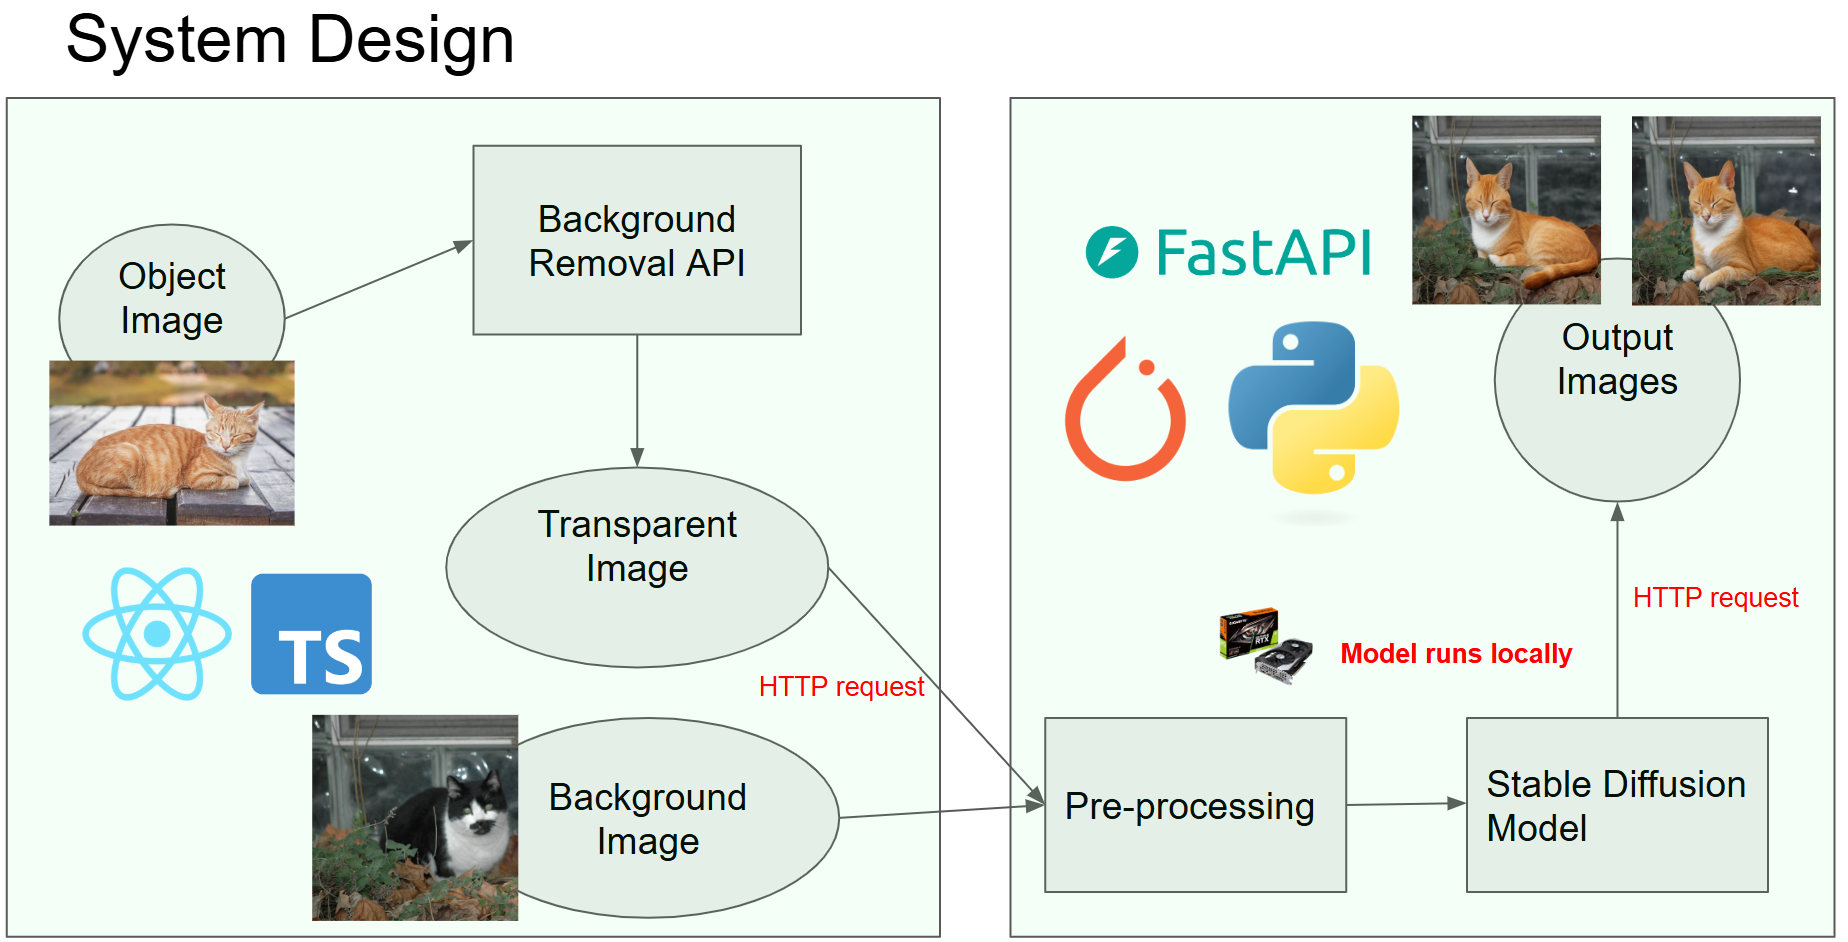 System Design
Object
Image
Background
Removal API
Transparent
Image
TS
HTTP request
Background
Image
FastAPI
Output
Images
HTTP request
RTX
Model runs locally
Pre-processing
Stable Diffusion
Model